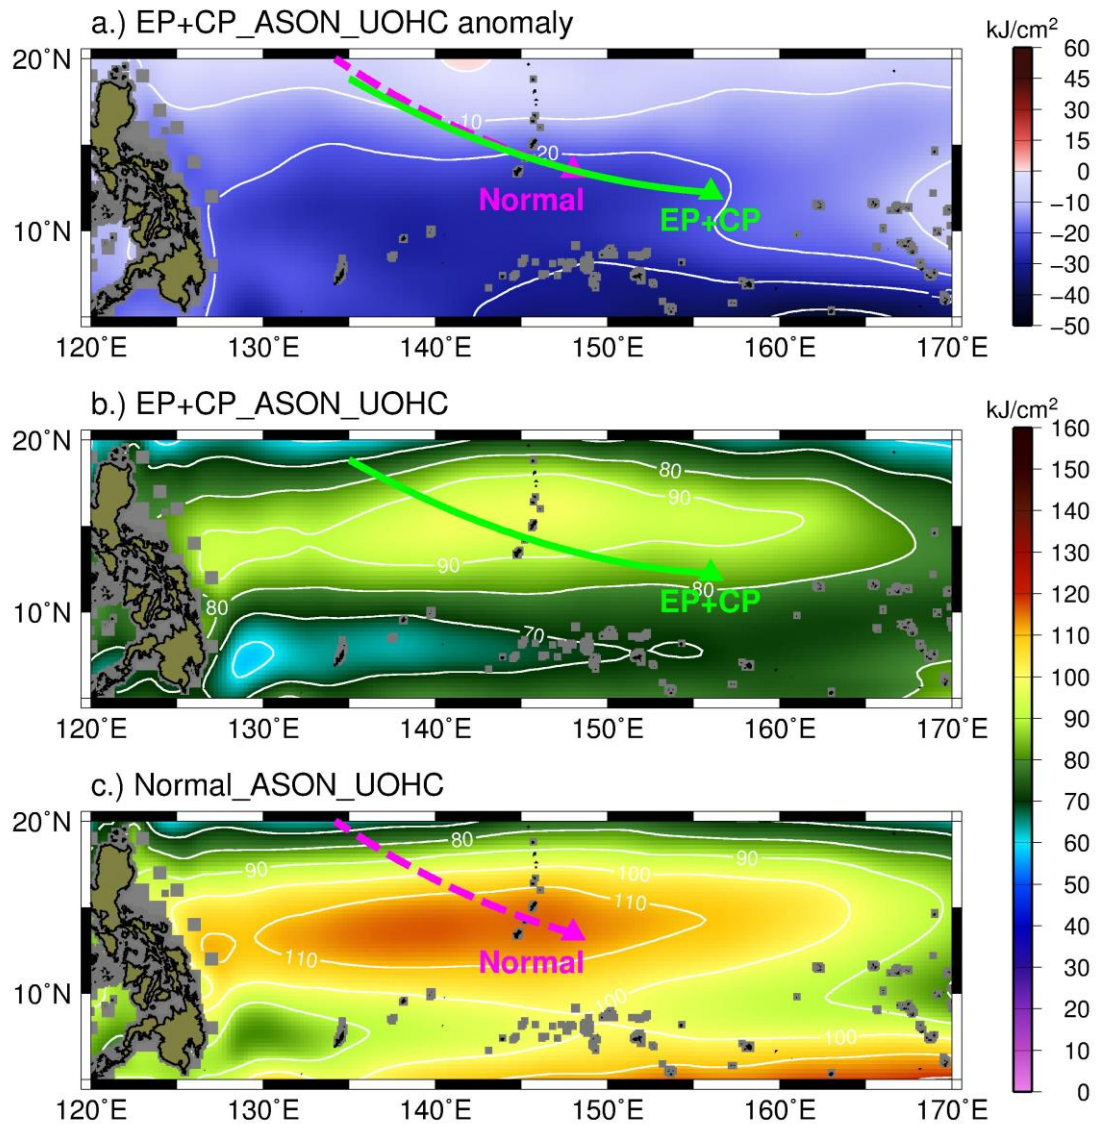 a.) EP+CP_ASON_UOHC anomaly
kJ/cm²
20°N
10°N
10
20
Normal
EP+CP
120°E 130°E 140°E 150°E 160°E 170°E
60
45
30
15
0
−10
−20
−30
−40
−50
b.) EP+CP_ASON_UOHC
kJ/cm²
20°N
10°N
80
90
90
80
80
70
EP+CP
120°E 130°E 140°E 150°E 160°E 170°E
c.) Normal_ASON_UOHC
20°N
10°N
80
90
90
100
110
110
100
100
Normal
120°E 130°E 140°E 150°E 160°E 170°E
160
150
140
130
120
110
100
90
80
70
60
50
40
30
20
10
0